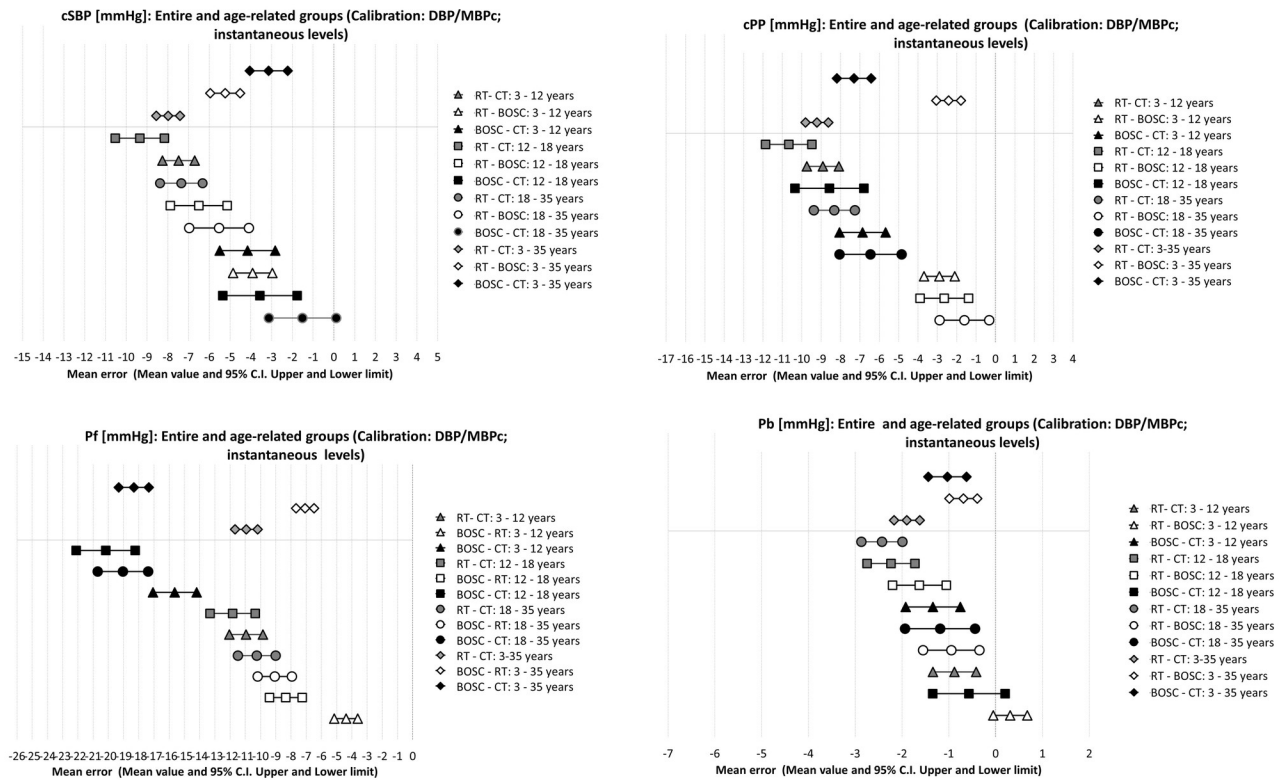 cSBP [mmHg]: Entire and age-related groups (Calibration: DBP/MBPc;
instantaneous levels)
RT- CT: 3 - 12 years
RT - BOSC: 3 - 12 years
BOSC - CT: 3 - 12 years
RT - CT: 12 - 18 years
RT - BOSC: 12 - 18 years
BOSC - CT: 12 - 18 years
RT - CT: 18 - 35 years
RT - BOSC: 18 - 35 years
BOSC - CT: 18 - 35 years
RT - CT: 3 - 35 years
RT - BOSC: 3 - 35 years
BOSC - CT: 3 - 35 years
-15 -14 -13 -12 -11 -10 -9 -8 -7 -6 -5 -4 -3 -2 -1 0 1 2 3 4 5
Mean error (Mean value and 95% C.I. Upper and Lower limit)
cPP [mmHg]: Entire and age-related groups (Calibration: DBP/MBPc;
instantaneous levels)
RT- CT: 3 - 12 years
RT - BOSC: 3 - 12 years
BOSC - CT: 3 - 12 years
RT - CT: 12 - 18 years
RT - BOSC: 12 - 18 years
BOSC - CT: 12 - 18 years
RT - CT: 18 - 35 years
RT - BOSC: 18 - 35 years
BOSC - CT: 18 - 35 years
RT - CT: 3-35 years
RT - BOSC: 3 - 35 years
BOSC - CT: 3 - 35 years
-17 -16 -15 -14 -13 -12 -11 -10 -9 -8 -7 -6 -5 -4 -3 -2 -1 0 1 2 3 4
Mean error (Mean value and 95% C.I. Upper and Lower limit)
Pf [mmHg]: Entire and age-related groups (Calibration: DBP/MBPc;
instantaneous levels)
RT- CT: 3 - 12 years
BOSC - RT: 3 - 12 years
BOSC - CT: 3 - 12 years
RT - CT: 12 - 18 years
BOSC - RT: 12 - 18 years
BOSC - CT: 12 - 18 years
RT - CT: 18 - 35 years
BOSC - RT: 18 - 35 years
BOSC - CT: 18 - 35 years
RT - CT: 3-35 years
BOSC - RT: 3 - 35 years
BOSC - CT: 3 - 35 years
-26 -25 -24 -23 -22 -21 -20 -19 -18 -17 -16 -15 -14 -13 -12 -11 -10 -9 -8 -7 -6 -5 -4 -3 -2 -1 0
Mean error (Mean value and 95% C.I. Upper and Lower limit)
Pb [mmHg]: Entire and age-related groups (Calibration: DBP/MBPc;
instantaneous levels)
RT- CT: 3 - 12 years
RT - BOSC: 3 - 12 years
BOSC - CT: 3 - 12 years
RT - CT: 12 - 18 years
RT - BOSC: 12 - 18 years
BOSC - CT: 12 - 18 years
RT - CT: 18 - 35 years
RT - BOSC: 18 - 35 years
BOSC - CT: 18 - 35 years
RT - CT: 3-35 years
RT - BOSC: 3 - 35 years
BOSC - CT: 3 - 35 years
-7 -6 -5 -4 -3 -2 -1 0 1 2
Mean error (Mean value and 95% C.I. Upper and Lower limit)